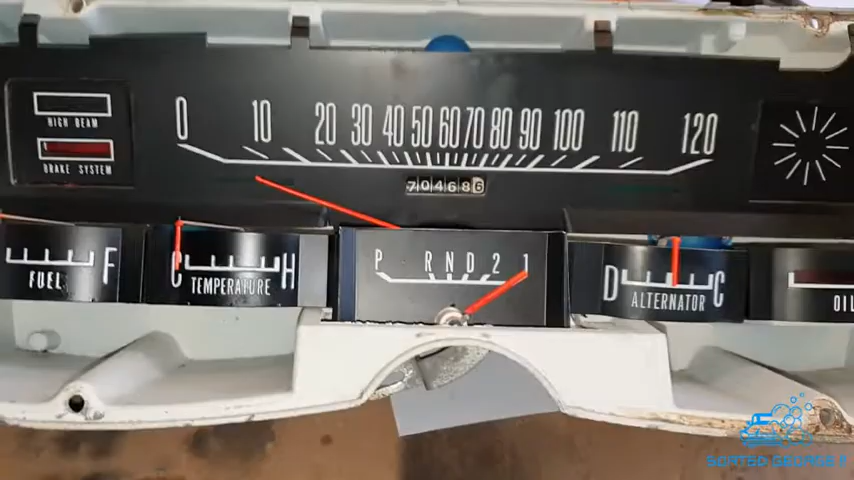 0 10 20 30 40 50 60 70 80 90 100 110 120
HIGH BEAM
BRAKE SYSTEM
704686
F
FUEL
C H
TEMPERATURE
P R N D 2 1
D C
ALTERNATOR
OIL
SORTED GEORGE